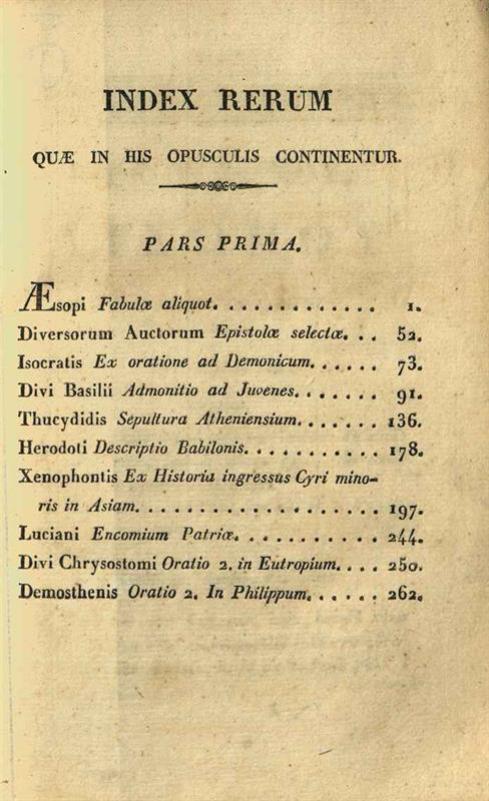 INDEX RERUM
QUÆ IN HIS OPUSCULIS CONTINENTUR.
PARS PRIMA.
Æsopi Fabulæ aliquot. . . . . . . . . . . . . 1.
Diversorum Auctorum Epistolæ selectæ. . . 52.
Isocratis Ex oratione ad Demonicum. . . . . . 73.
Divi Basilii Admonitio ad Juvenes. . . . . . . 91.
Thucydidis Sepultura Atheniensium. . . . . . . 136.
Herodoti Descriptio Babilonis. . . . . . . . . . . 178.
Xenophontis Ex Historia ingressus Cyri mino-
ris in Asiam. . . . . . . . . . . . . . . . . . . 197.
Luciani Encomium Patriæ. . . . . . . . . . . 244.
Divi Chrysostomi Oratio 2. in Eutropium. . . . 250.
Demosthenis Oratio 2. In Philippum. . . . . . 262.